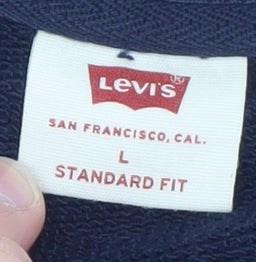 LEVI'S®
SAN FRANCISCO, CAL.
L
STANDARD FIT